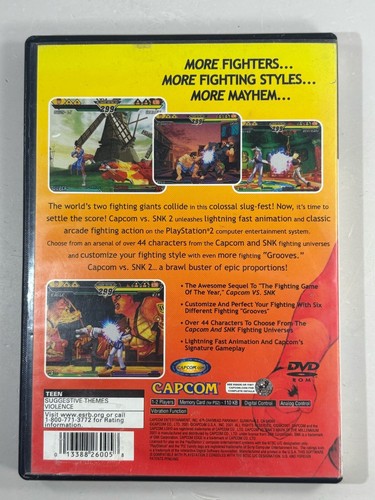 MORE FIGHTERS...
MORE FIGHTING STYLES...
MORE MAYHEM...
The world's two fighting giants collide in this colossal slug-fest! Now, it's time to
settle the score! Capcom vs. SNK 2 unleashes lightning fast animation and classic
arcade fighting action on the PlayStation®2 computer entertainment system.
Choose from an arsenal of over 44 characters from the Capcom and SNK fighting universes
and customize your fighting style with even more fighting "Grooves."
Capcom vs. SNK 2... a brawl buster of epic proportions!
• The Awesome Sequel To "The Fighting Game
Of The Year," Capcom VS. SNK
• Customize And Perfect Your Fighting With Six
Different Fighting "Grooves"
• Over 44 Characters To Choose From The
Capcom And SNK Fighting Universes
• Lightning Fast Animation And Capcom's
Signature Gameplay
CAPCOM
DVD
ROM
TEEN
SUGGESTIVE THEMES
VIOLENCE
Visit www.esrb.org or call
1-800-771-3772 for Rating
Information.
1-2 Players
Memory Card (for PS2) - 110 KB
Digital Control
Analog Control
Vibration Function
0 13388 26005 8